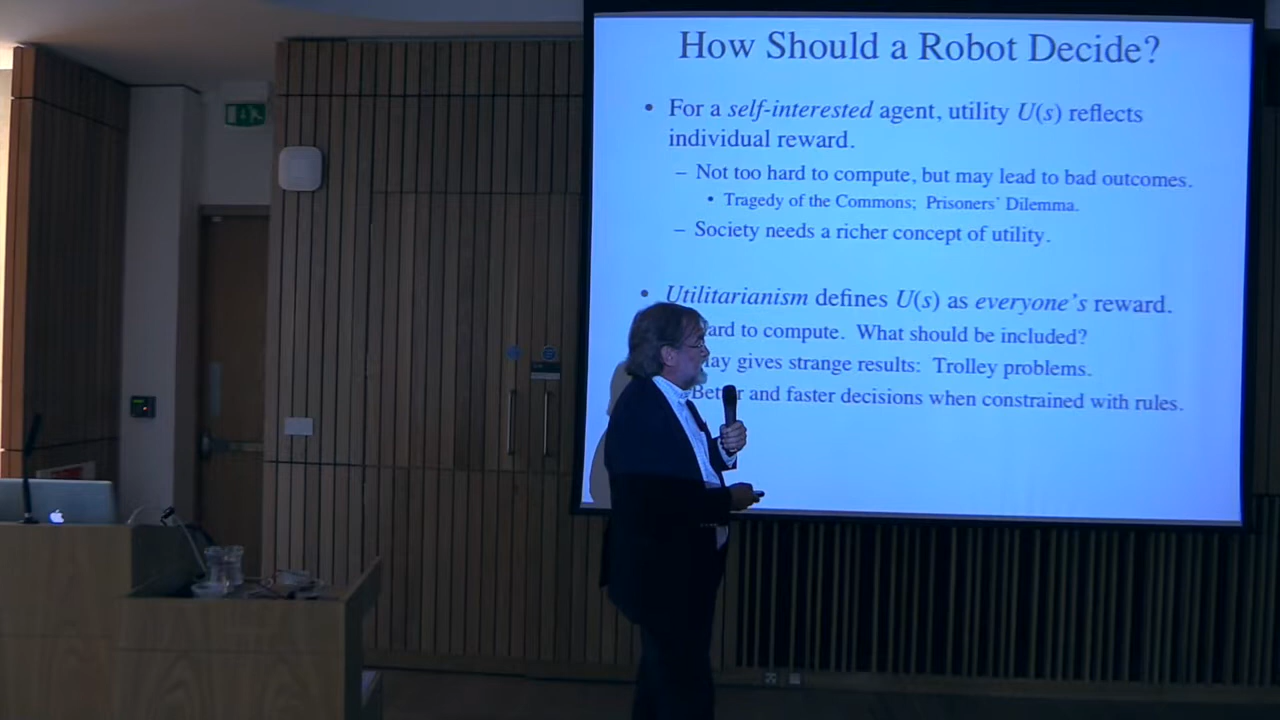 How Should a Robot Decide?
• For a self-interested agent, utility U(s) reflects
individual reward.
– Not too hard to compute, but may lead to bad outcomes.
• Tragedy of the Commons; Prisoners' Dilemma.
– Society needs a richer concept of utility.
• Utilitarianism defines U(s) as everyone's reward.
ard to compute. What should be included?
ay gives strange results: Trolley problems.
Bet r and faster decisions when constrained with rules.